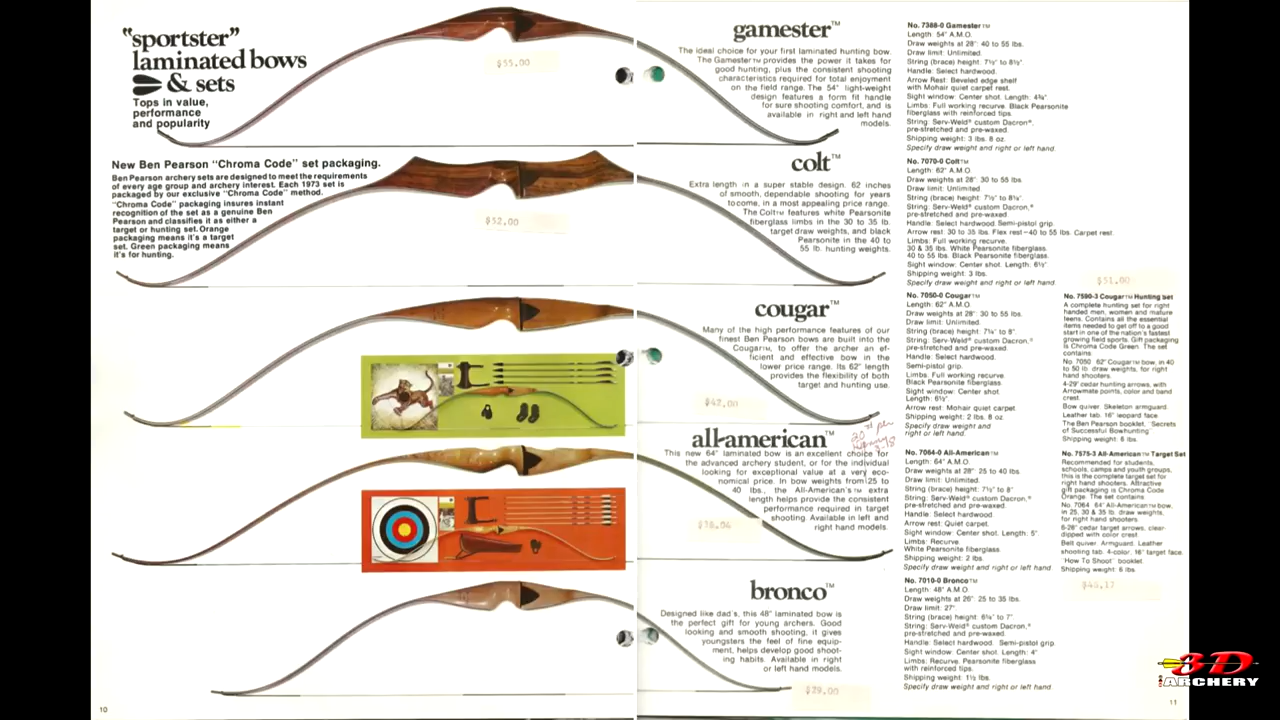 "sportster"
laminated bows
& sets
Tops in value,
performance
and popularity
$55.00
New Ben Pearson "Chroma Code" set packaging.
Ben Pearson archery sets are designed to meet the requirements
of every age group and archery interest. Each 1973 set is
packaged by our exclusive "Chroma Code" method.
"Chroma Code" packaging insures instant
recognition of the set as a genuine Ben
Pearson and classifies it as either a
target or hunting set. Orange
packaging means it's a target
set. Green packaging means
it's for hunting.
$52.00
10
gamester™
The ideal choice for your first laminated hunting bow.
The Gamester™ provides the power it takes for
good hunting, plus the consistent shooting
characteristics required for total enjoyment
on the field range. The 54" light-weight
design features a form fit handle
for sure shooting comfort, and is
available in right and left hand
models.
colt™
Extra length in a super stable design. 62 inches
of smooth, dependable shooting for years
to come, in a most appealing price range.
The Colt™ features white Pearsonite
fiberglass limbs in the 30 to 35 lb.
target draw weights, and black
Pearsonite in the 40 to
55 lb. hunting weights.
cougar™
Many of the high performance features of our
finest Ben Pearson bows are built into the
Cougar™, to offer the archer an ef-
ficient and effective bow in the
lower price range. Its 62" length
provides the flexibility of both
target and hunting use.
$42.00
all-american™
This new 64" laminated bow is an excellent choice for
the advanced archery student, or for the individual
looking for exceptional value at a very eco-
nomical price. In bow weights from 25 to
40 lbs., the All-American's™ extra
length helps provide the consistent
performance required in target
shooting. Available in left and
right hand models.
bronco™
Designed like dad's, this 48" laminated bow is
the perfect gift for young archers. Good
looking and smooth shooting, it gives
youngsters the feel of fine equip-
ment, helps develop good shoot-
ing habits. Available in right
or left hand models.
$29.00
No. 7388-0 Gamester™
Length: 54" A.M.O.
Draw weights at 28": 40 to 55 lbs.
Draw limit: Unlimited.
String (brace) height: 7½" to 8½".
Handle: Select hardwood.
Arrow Rest: Beveled edge shelf
with Mohair quiet carpet rest.
Sight window: Center shot. Length: 4¾"
Limbs: Full working recurve. Black Pearsonite
fiberglass with reinforced tips.
String: Serv-Weld® custom Dacron®,
pre-stretched and pre-waxed.
Shipping weight: 3 lbs. 8 oz.
Specify draw weight and right or left hand.
No. 7070-0 Colt™
Length: 62" A.M.O.
Draw weights at 28": 30 to 55 lbs.
Draw limit: Unlimited.
String (brace) height: 7½" to 8¼".
String: Serv-Weld® custom Dacron,®
pre-stretched and pre-waxed.
Handle: Select hardwood. Semi-pistol grip.
Arrow rest: 30 to 35 lbs. Flex rest—40 to 55 lbs. Carpet rest.
Limbs: Full working recurve.
30 & 35 lbs. White Pearsonite fiberglass.
40 to 55 lbs. Black Pearsonite fiberglass.
Sight window: Center shot. Length: 6½"
Shipping weight: 3 lbs.
Specify draw weight and right or left hand.
No. 7050-0 Cougar™
Length: 62" A.M.O.
Draw weights at 28": 30 to 55 lbs.
Draw limit: Unlimited.
String (brace) height: 7¼" to 8".
String: Serv-Weld® custom Dacron,®
pre-stretched and pre-waxed.
Handle: Select hardwood.
Semi-pistol grip.
Limbs: Full working recurve
Black Pearsonite fiberglass.
Sight window: Center shot.
Length: 6½".
Arrow rest: Mohair quiet carpet.
Shipping weight: 2 lbs. 8 oz.
Specify draw weight and
right or left hand.
No. 7064-0 All-American™
Length: 64" A.M.O.
Draw weights at 28": 25 to 40 lbs.
Draw limit: Unlimited.
String (brace) height: 7½" to 8"
String: Serv-Weld® custom Dacron,®
pre-stretched and pre-waxed.
Handle: Select hardwood
Arrow rest: Quiet carpet.
Sight window: Center shot. Length: 5".
Limbs: Recurve.
White Pearsonite fiberglass.
Shipping weight: 2 lbs.
Specify draw weight and right or left hand.
No. 7010-0 Bronco™
Length: 48" A.M.O.
Draw weights at 26": 25 to 35 lbs.
Draw limit: 27".
String (brace) height: 6¼" to 7".
String: Serv-Weld® custom Dacron,®
pre-stretched and pre-waxed.
Handle: Select hardwood. Semi-pistol grip.
Sight window: Center shot. Length: 4"
Limbs: Recurve. Pearsonite fiberglass
with reinforced tips.
Shipping weight: 1½ lbs.
Specify draw weight and right or left hand.
$51.00
No. 7590-3 Cougar™ Hunting Set
A complete hunting set for right
handed men, women and mature
teens. Contains all the essential
items needed to get off to a good
start in one of the nation's fastest
growing field sports. Gift packaging
is Chroma Code Green. The set
contains
No. 7050 62" Cougar™ bow, in 40
to 50 lb. draw weights, for right
hand shooters.
4-29" cedar hunting arrows, with
Arrowmate points, color and band
crest.
Bow quiver. Skeleton armguard.
Leather tab. 16" leopard face.
The Ben Pearson booklet, "Secrets
of Successful Bowhunting"
Shipping weight: 6 lbs.
No. 7575-3 All-American™ Target Set
Recommended for students,
schools, camps and youth groups,
this is the complete target set for
right hand shooters. Attractive
gift packaging is Chroma Code
Orange. The set contains
No. 7064 64" All-American™ bow,
in 25, 30 & 35 lb. draw weights,
for right hand shooters
6-28" cedar target arrows, clear-
dipped with color crest.
Belt quiver. Armguard. Leather
shooting tab. 4-color, 16" target face.
"How To Shoot" booklet.
Shipping weight: 6 lbs.
11
3-D
ARCHERY